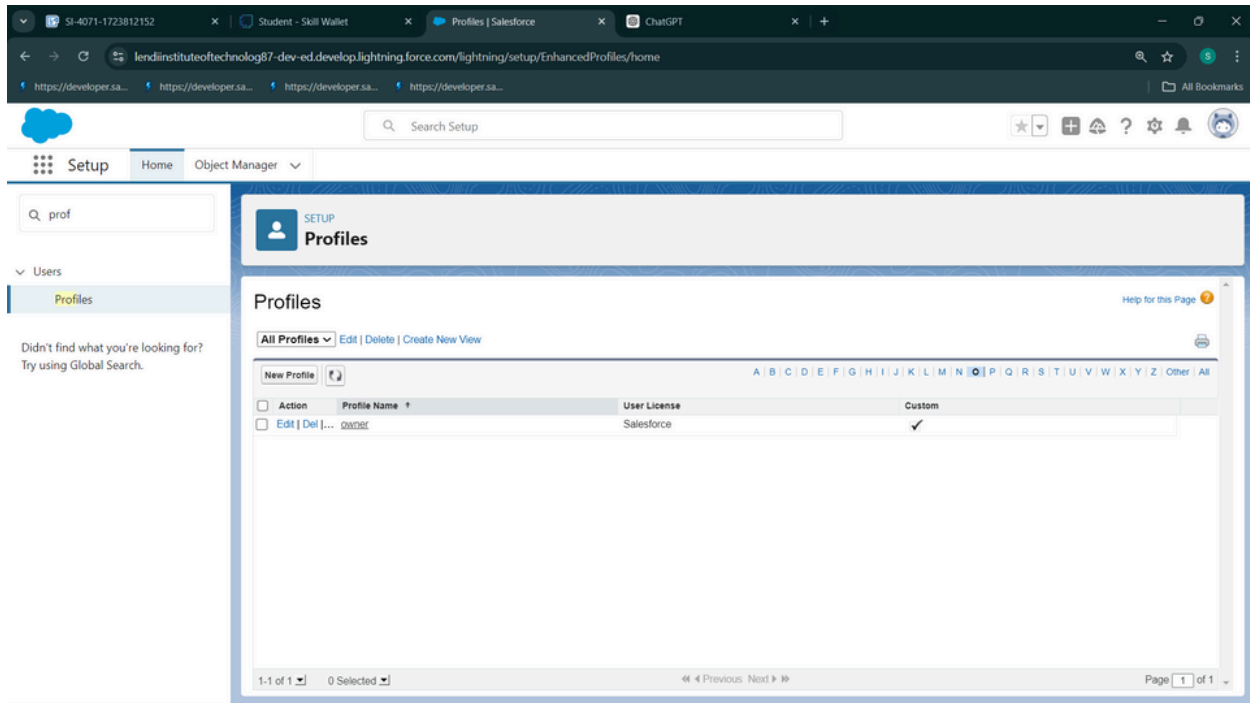 SI-4071-1723812152
Student - Skill Wallet
Profiles | Salesforce
ChatGPT
lendiinstituteoftechnolog87-dev-ed.develop.lightning.force.com/lightning/setup/EnhancedProfiles/home
S
https://developer.sa... https://developer.sa... https://developer.sa... https://developer.sa...
All Bookmarks
Search Setup
Setup Home Object Manager
prof
SETUP
Profiles
Users
Profiles
Didn't find what you're looking for?
Try using Global Search.
Profiles
Help for this Page
All Profiles Edit | Delete | Create New View
New Profile
A | B | C | D | E | F | G | H | I | J | K | L | M | N | O | P | Q | R | S | T | U | V | W | X | Y | Z | Other | All
Action Profile Name User License Custom
Edit | Del |... owner Salesforce
1-1 of 1 0 Selected Previous Next Page 1 of 1